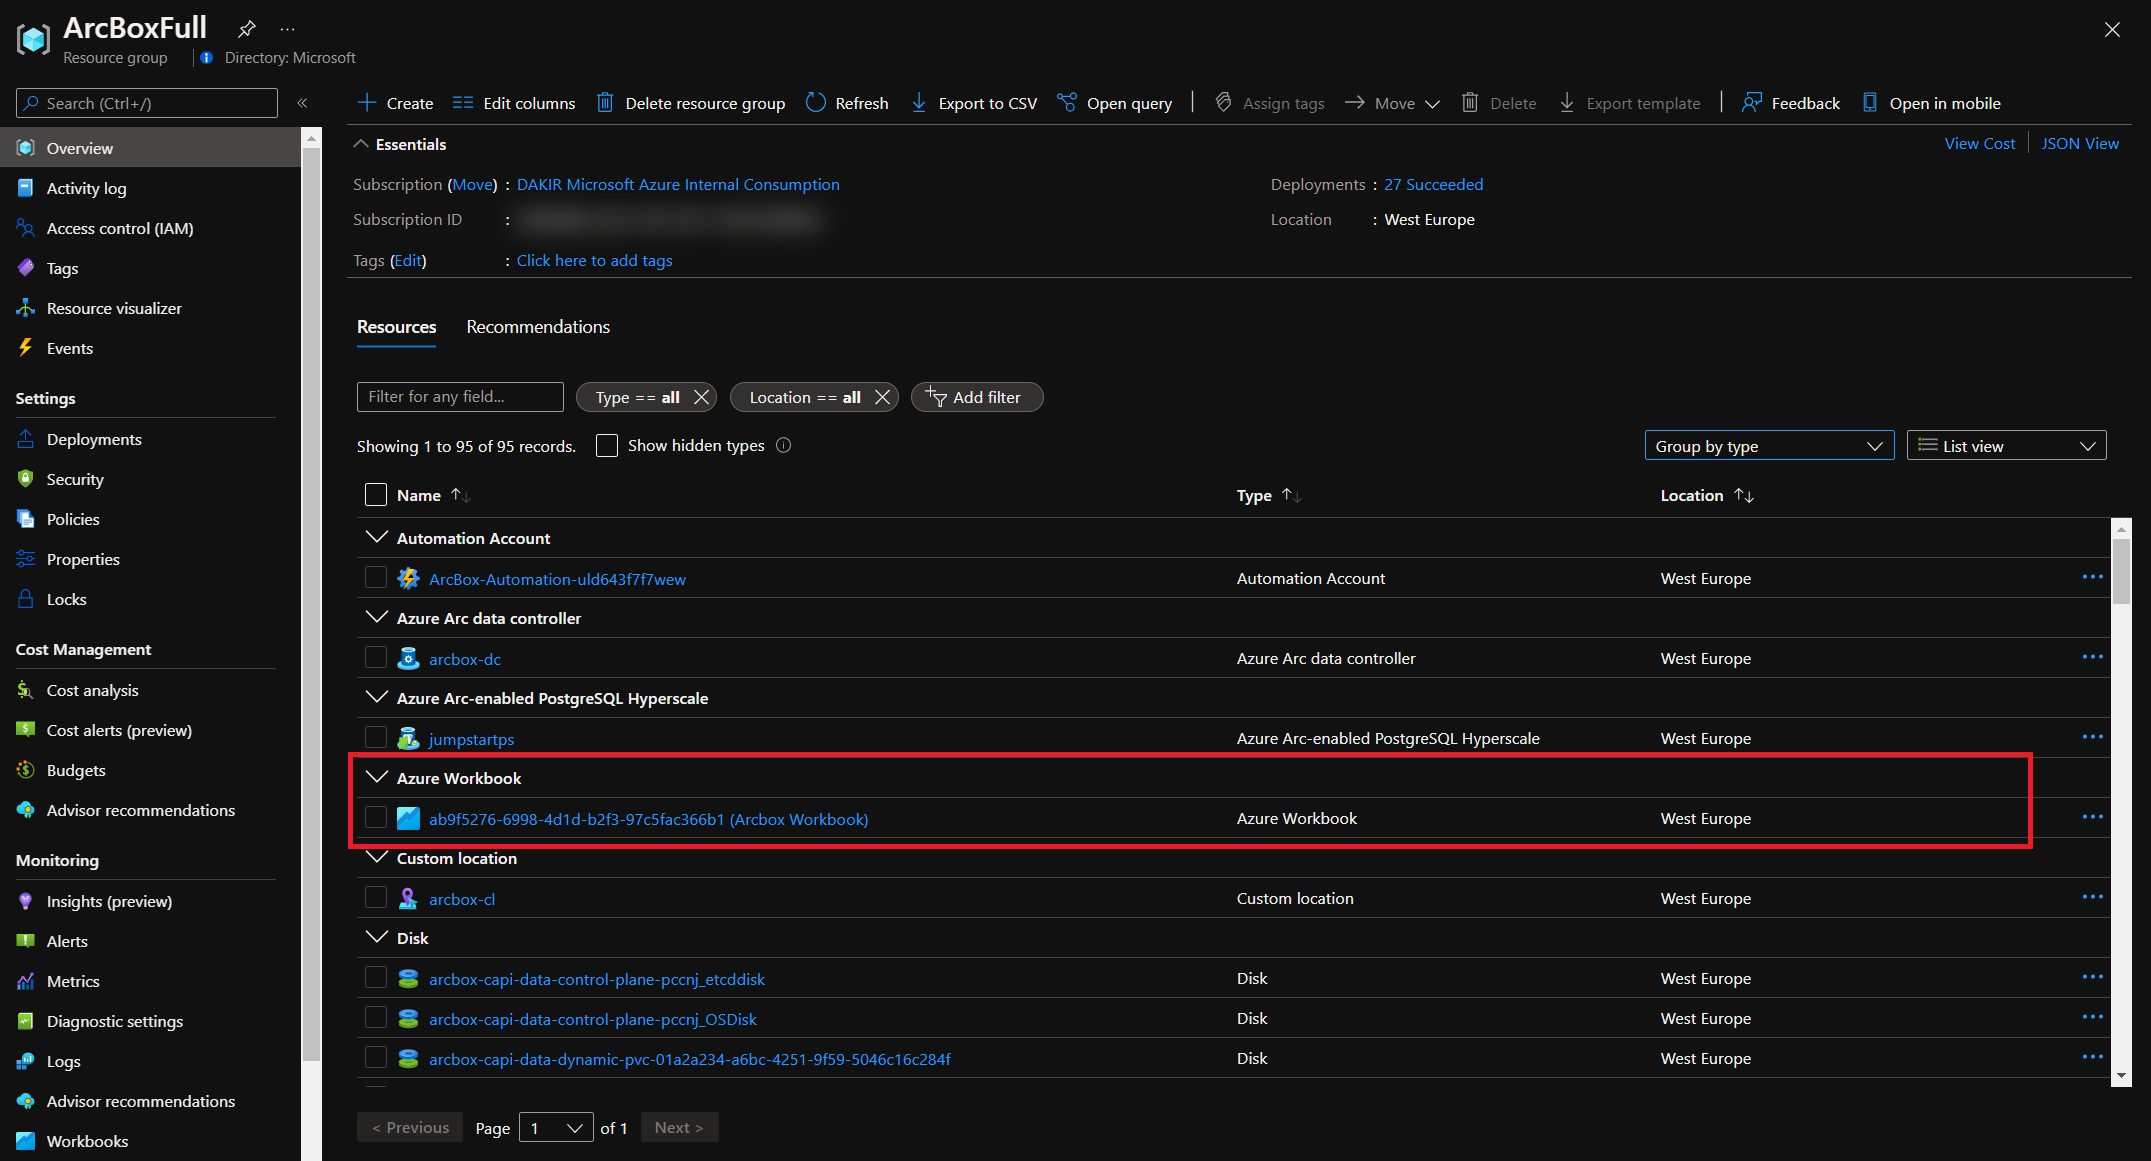 ArcBoxFull ...
Resource group
Directory: Microsoft
Search (Ctrl+/)
«
Overview
Activity log
Access control (IAM)
Tags
Resource visualizer
Events
Settings
Deployments
Security
Policies
Properties
Locks
Cost Management
Cost analysis
Cost alerts (preview)
Budgets
Advisor recommendations
Monitoring
Insights (preview)
Alerts
Metrics
Diagnostic settings
Logs
Advisor recommendations
Workbooks
Create Edit columns Delete resource group Refresh Export to CSV Open query Assign tags Move Delete Export template Feedback Open in mobile
Essentials
View Cost JSON View
Subscription (Move) : DAKIR Microsoft Azure Internal Consumption
Deployments : 27 Succeeded
Subscription ID :
Location : West Europe
Tags (Edit) : Click here to add tags
Resources Recommendations
Filter for any field... Type == all Location == all Add filter
Showing 1 to 95 of 95 records. Show hidden types
Group by type List view
Name Type Location
Automation Account
ArcBox-Automation-uld643f7f7wew Automation Account West Europe ...
Azure Arc data controller
arcbox-dc Azure Arc data controller West Europe ...
Azure Arc-enabled PostgreSQL Hyperscale
jumpstartps Azure Arc-enabled PostgreSQL Hyperscale West Europe ...
Azure Workbook
ab9f5276-6998-4d1d-b2f3-97c5fac366b1 (Arcbox Workbook) Azure Workbook West Europe ...
Custom location
arcbox-cl Custom location West Europe ...
Disk
arcbox-capi-data-control-plane-pccnj_etcddisk Disk West Europe ...
arcbox-capi-data-control-plane-pccnj_OSDisk Disk West Europe ...
arcbox-capi-data-dynamic-pvc-01a2a234-a6bc-4251-9f59-5046c16c284f Disk West Europe ...
< Previous Page 1 of 1 Next >